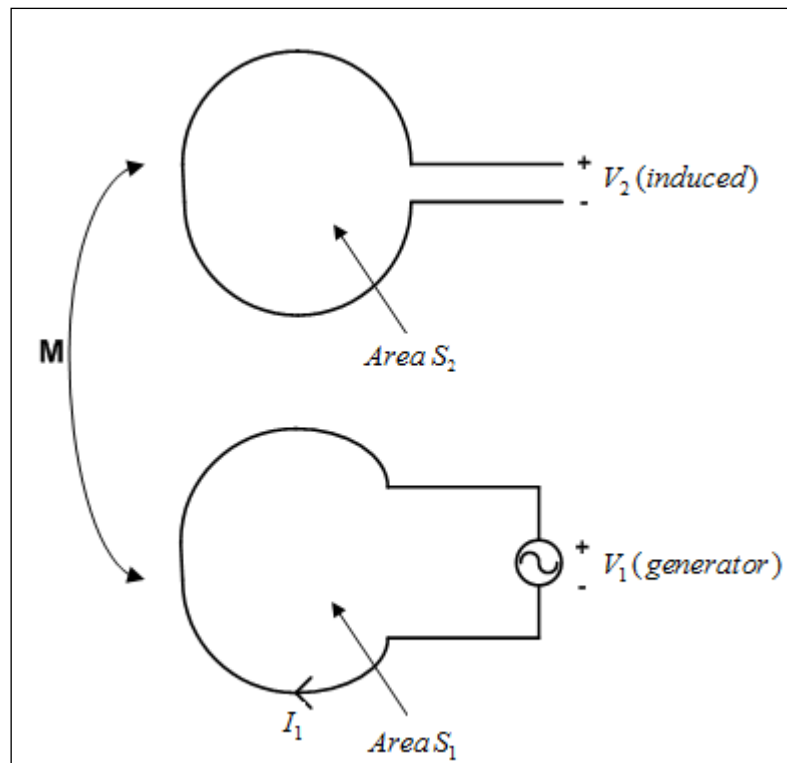 +
V₂ (induced)
-
Area S₂
M
+
V₁ (generator)
-
I₁
Area S₁